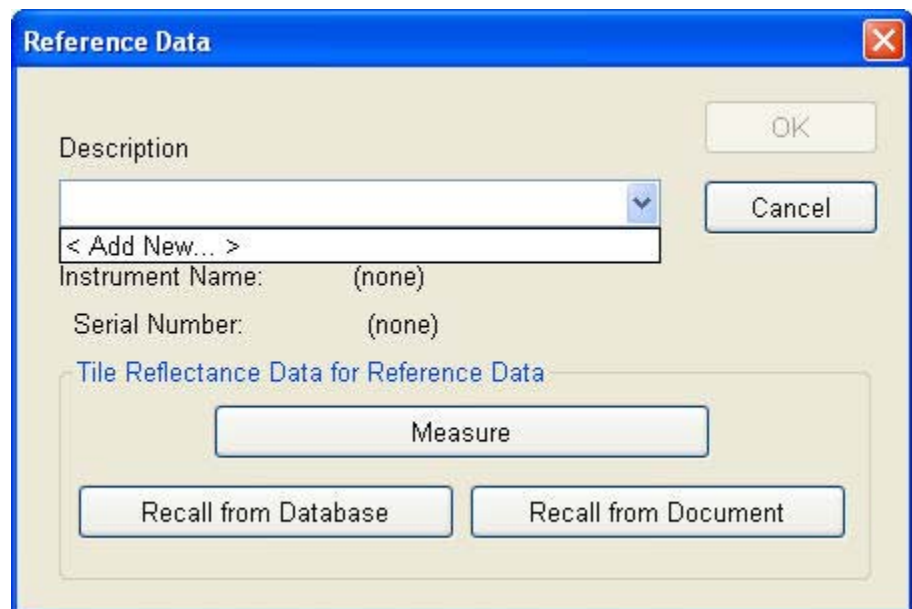 Reference Data
OK
Description
Cancel
< Add New... >
Instrument Name: (none)
Serial Number: (none)
Tile Reflectance Data for Reference Data
Measure
Recall from Database Recall from Document